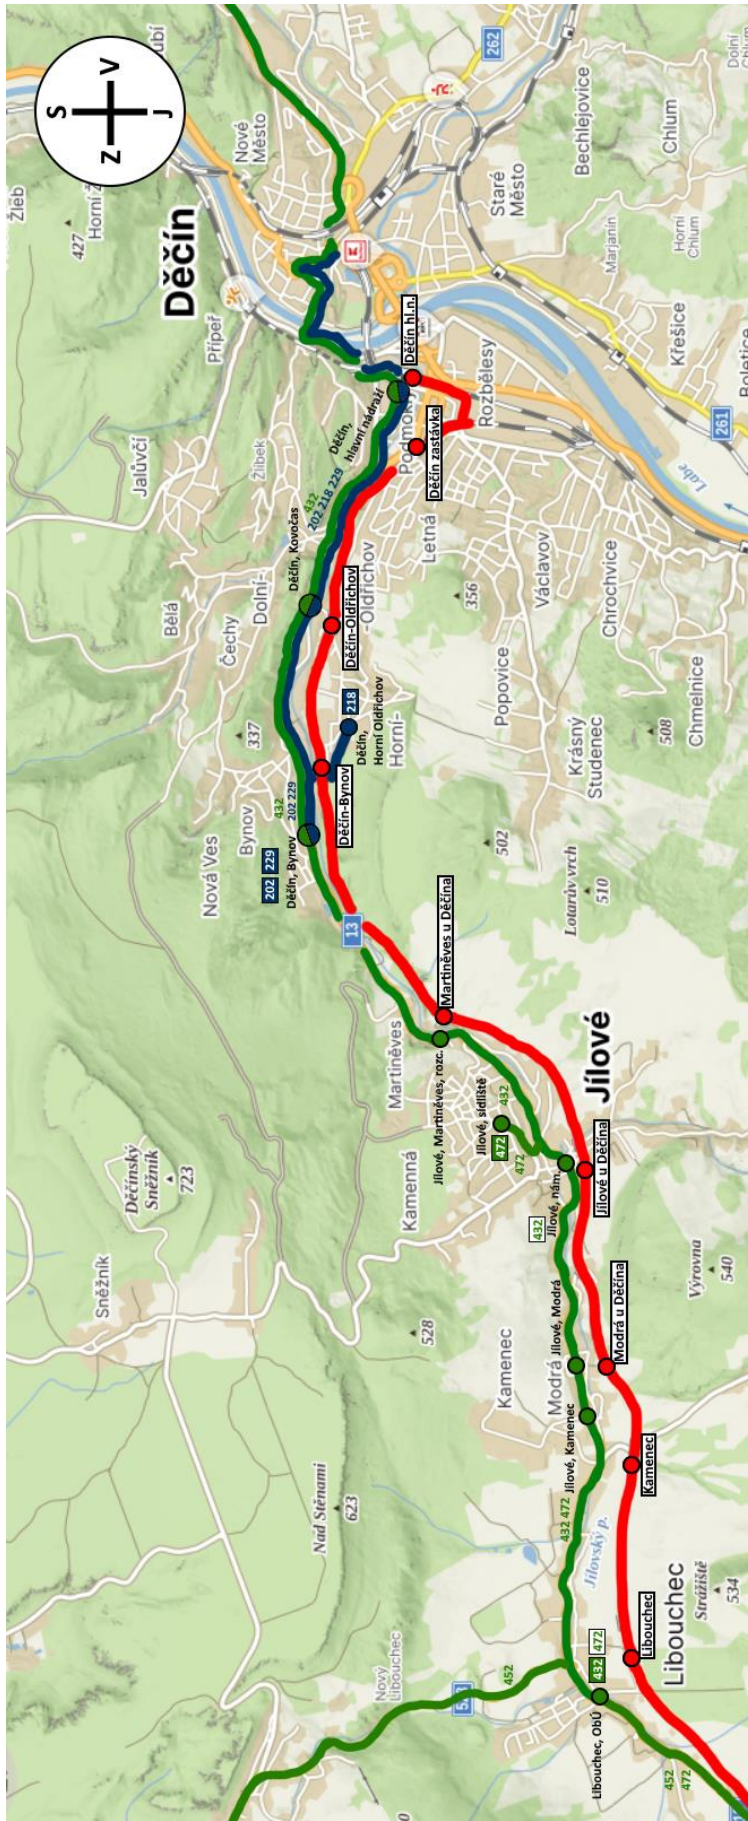 S
V
J
Z
Žleb
427
Horní Ž
Děčín
Přípeř
Nové
Město
ubí
262
Dolní
Chlum
Bechlejovice
Chlum
Staré
Město
Marjanín
Horní
Chlum
Křešice
Boletice
261
Labe
Rozbělesy
Děčín hl.n.
Děčín zastávka
Podmokl
Děčín,
hlavní nádraží
Jalůvčí
Žlíbek
Bělá
Čechy
Dolní-
337
Děčín, Kovočas
432
202 218 229
Děčín-Oldřichov
-Oldřichov
Letná
356
Václavov
Chrochvice
Popovice
Krásný
Studenec
508
Chmelnice
218
Děčín,
Horní Oldřichov
Horní-
Děčín-Bynov
432
202 229
Bynov
Nová Ves
202 229
Děčín, Bynov
13
502
Lotarův vrch
510
Martiněves u Děčína
Martiněves
Jílové, Martiněves, rozc.
Jílové
Jílové, sídliště
472
432
472
Kamenná
Děčínský
Sněžník
723
Sněžník
432
Jílové, nám.
Jílové u Děčína
528
Kamenec
Modrá
Jílové, Modrá
Modrá u Děčína
Výrovna
540
Jílové, Kamenec
Kamenec
432 472
Jílovský p.
Nad Stěnami
623
Nový
Libouchec
452
Libouchec
Libouchec
Strážiště
534
432 472
Libouchec, ObÚ
452
472